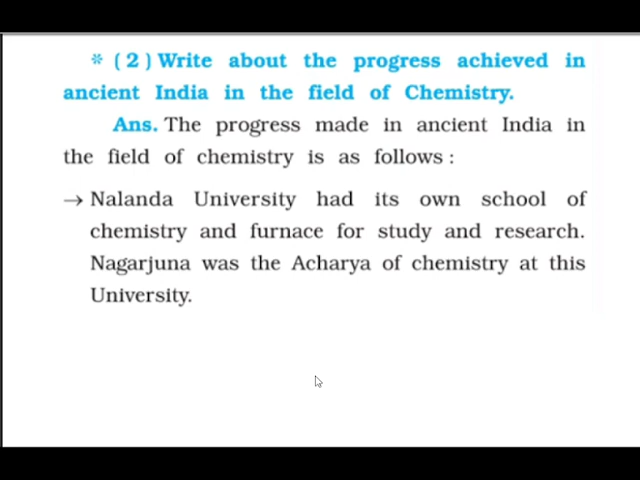 * ( 2 ) Write about the progress achieved in
ancient India in the field of Chemistry.
Ans. The progress made in ancient India in
the field of chemistry is as follows :
→ Nalanda University had its own school of
chemistry and furnace for study and research.
Nagarjuna was the Acharya of chemistry at this
University.